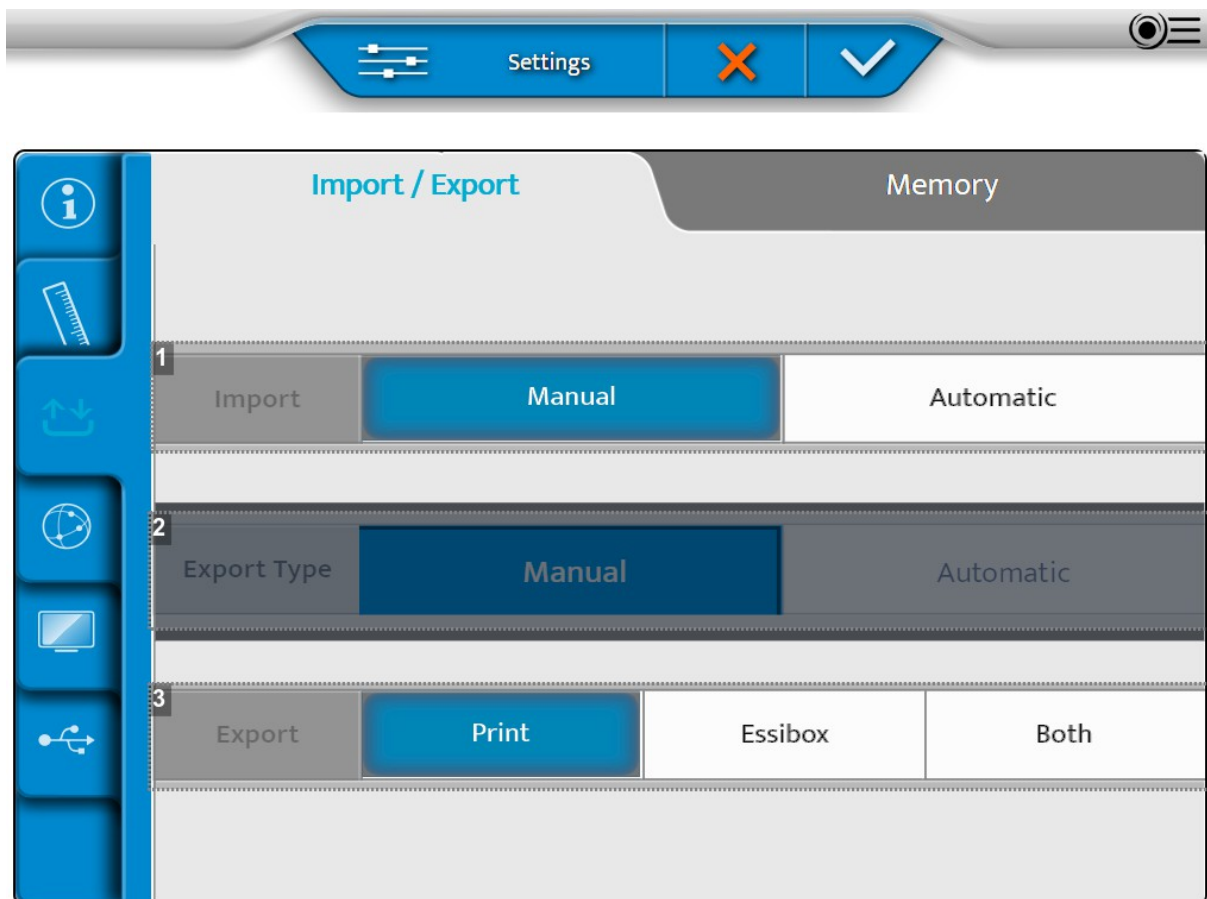 Settings
Import / Export
Memory
1
Import
Manual
Automatic
2
Export Type
Manual
Automatic
3
Export
Print
Essibox
Both